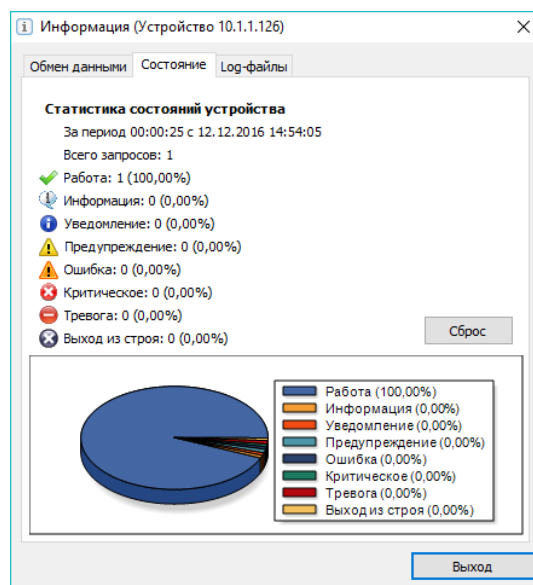 Информация (Устройство 10.1.1.126)
Обмен данными Состояние Log-файлы
Статистика состояний устройства
За период 00:00:25 с 12.12.2016 14:54:05
Всего запросов: 1
Работа: 1 (100,00%)
Информация: 0 (0,00%)
Уведомление: 0 (0,00%)
Предупреждение: 0 (0,00%)
Ошибка: 0 (0,00%)
Критическое: 0 (0,00%)
Тревога: 0 (0,00%)
Выход из строя: 0 (0,00%)
Сброс
Работа (100,00%)
Информация (0,00%)
Уведомление (0,00%)
Предупреждение (0,00%)
Ошибка (0,00%)
Критическое (0,00%)
Тревога (0,00%)
Выход из строя (0,00%)
Выход